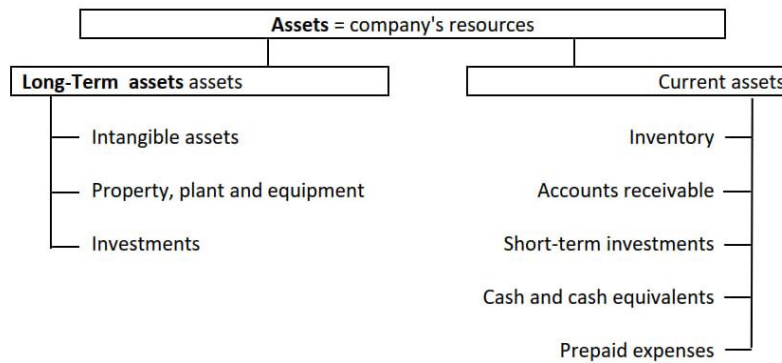 Assets = company's resources
Long-Term assets assets
Current assets
Intangible assets
Inventory
Property, plant and equipment
Accounts receivable
Investments
Short-term investments
Cash and cash equivalents
Prepaid expenses